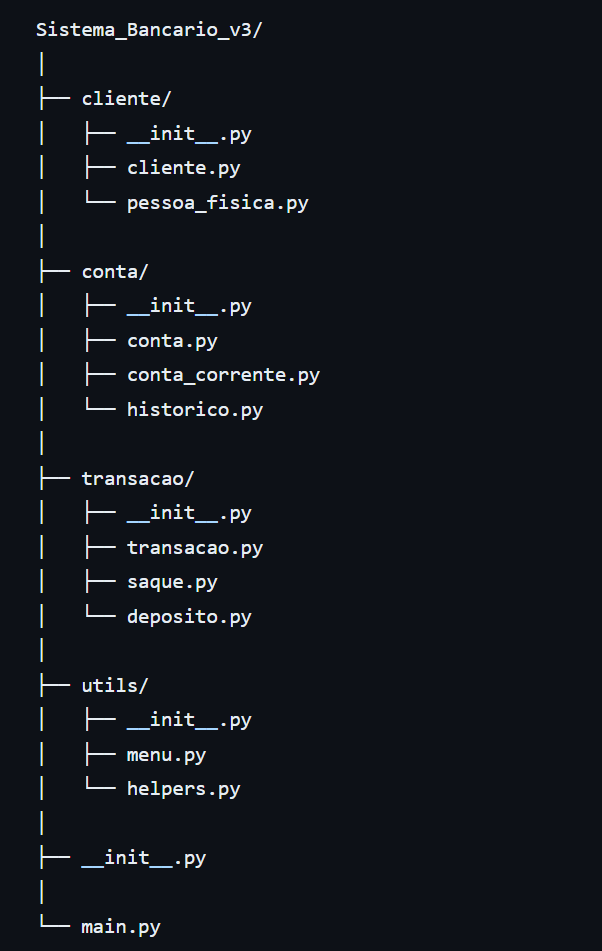 Sistema_Bancario_v3/
│
├── cliente/
│   ├── __init__.py
│   ├── cliente.py
│   └── pessoa_fisica.py
│
├── conta/
│   ├── __init__.py
│   ├── conta.py
│   ├── conta_corrente.py
│   └── historico.py
│
├── transacao/
│   ├── __init__.py
│   ├── transacao.py
│   ├── saque.py
│   └── deposito.py
│
├── utils/
│   ├── __init__.py
│   ├── menu.py
│   └── helpers.py
│
├── __init__.py
│
└── main.py